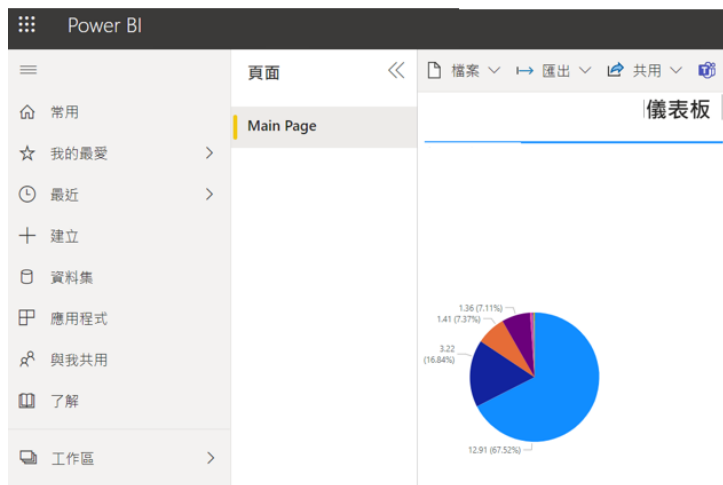 Power BI
常用
我的最愛
最近
建立
資料集
應用程式
與我共用
了解
工作區
頁面
Main Page
檔案 匯出 共用
儀表板
1.36 (7.11%)
1.41 (7.37%)
3.22
(16.84%)
12.91 (67.52%)